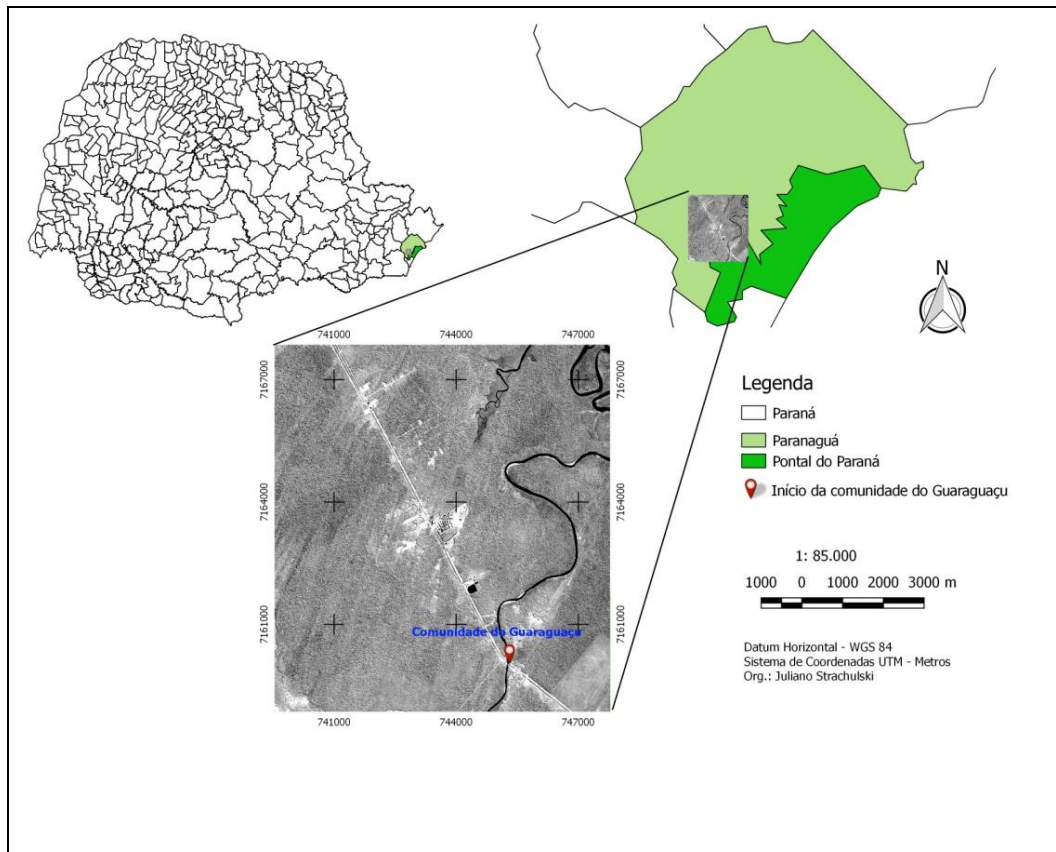 N
741000 744000 747000
7167000 7167000
7164000 7164000
7161000 7161000
Comunidade do Guaraguaçu
741000 744000 747000
Legenda
Paraná
Paranaguá
Pontal do Paraná
Início da comunidade do Guaraguaçu
1: 85.000
1000 0 1000 2000 3000 m
Datum Horizontal - WGS 84
Sistema de Coordenadas UTM - Metros
Org.: Juliano Strachulski